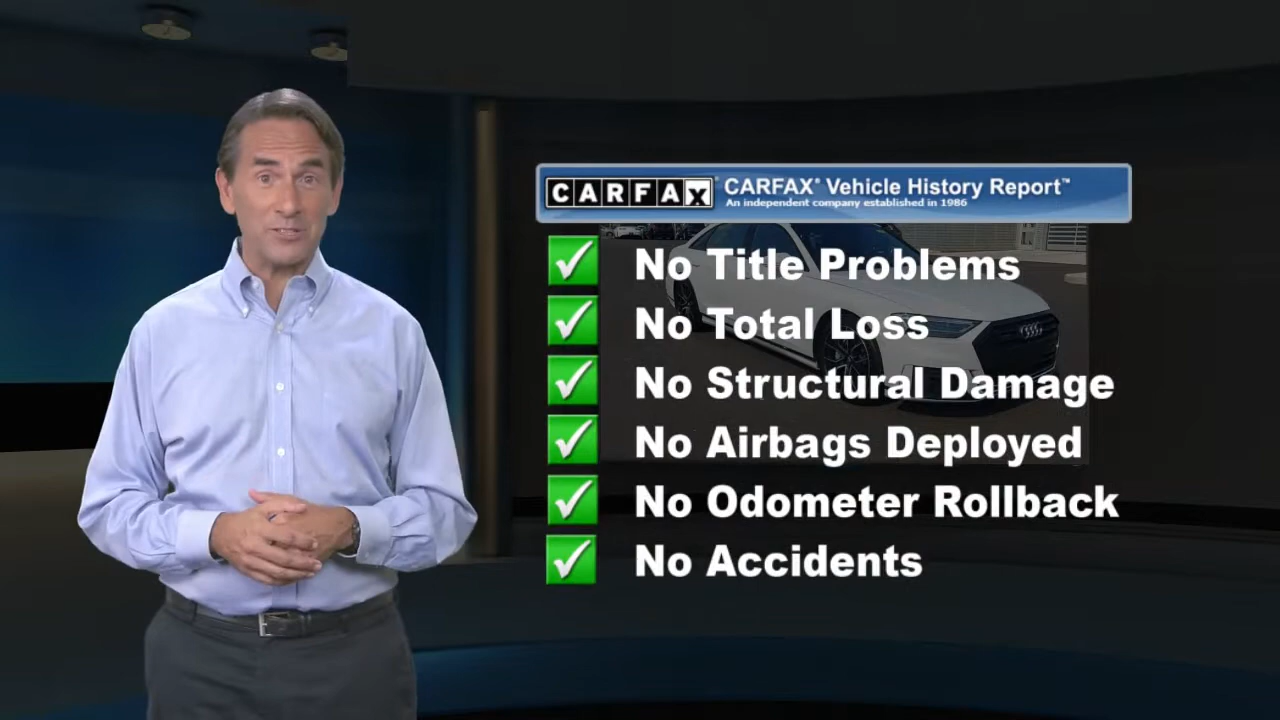 CARFAX® CARFAX® Vehicle History Report™
An independent company established in 1986
No Title Problems
No Total Loss
No Structural Damage
No Airbags Deployed
No Odometer Rollback
No Accidents